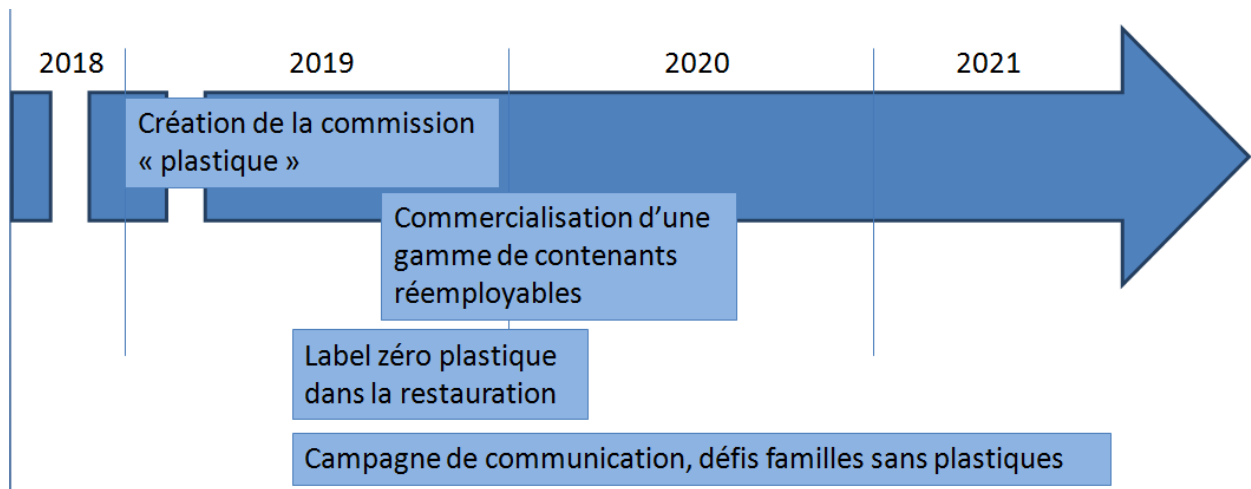 2018 2019 2020 2021
Création de la commission
« plastique »
Commercialisation d’une
gamme de contenants
réemployables
Label zéro plastique
dans la restauration
Campagne de communication, défis familles sans plastiques